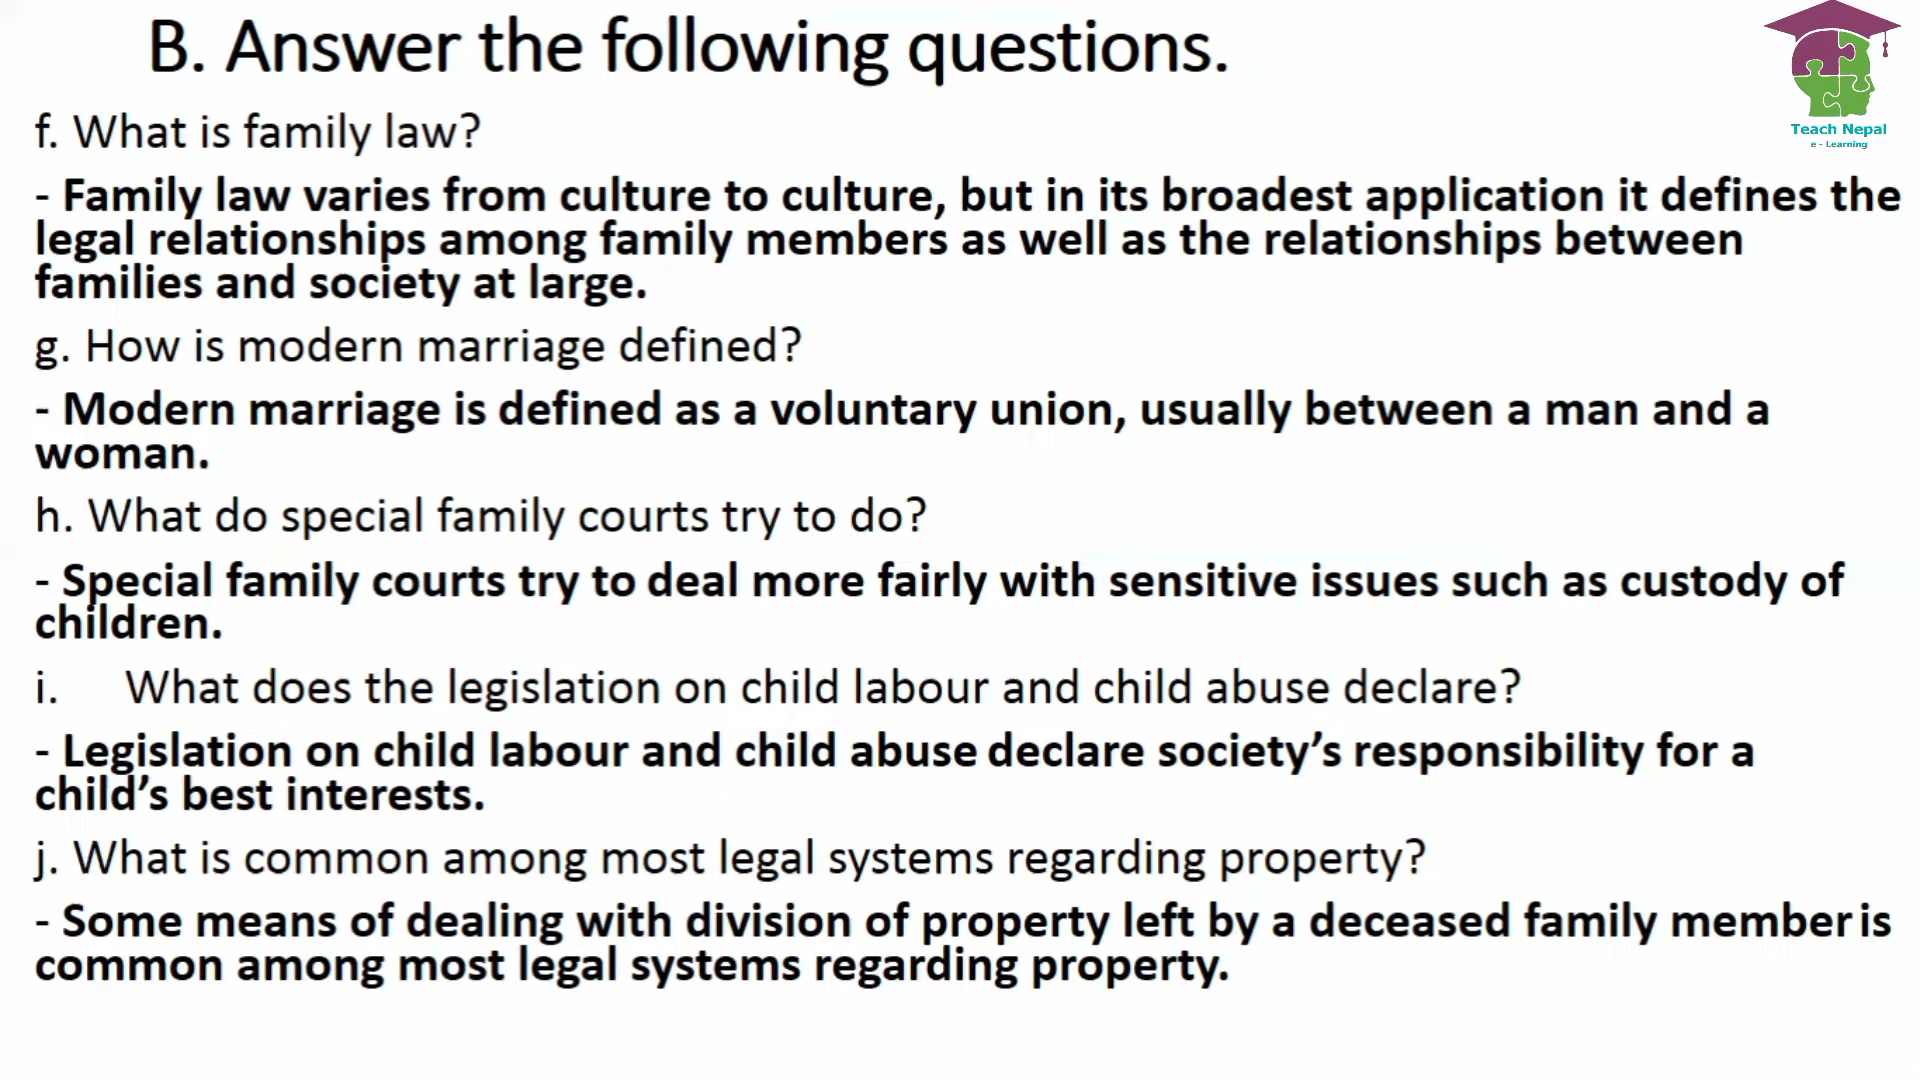 B. Answer the following questions.
Teach Nepal
e - Learning
f. What is family law?
- Family law varies from culture to culture, but in its broadest application it defines the
legal relationships among family members as well as the relationships between
families and society at large.
g. How is modern marriage defined?
- Modern marriage is defined as a voluntary union, usually between a man and a
woman.
h. What do special family courts try to do?
- Special family courts try to deal more fairly with sensitive issues such as custody of
children.
i. What does the legislation on child labour and child abuse declare?
- Legislation on child labour and child abuse declare society’s responsibility for a
child’s best interests.
j. What is common among most legal systems regarding property?
- Some means of dealing with division of property left by a deceased family member is
common among most legal systems regarding property.